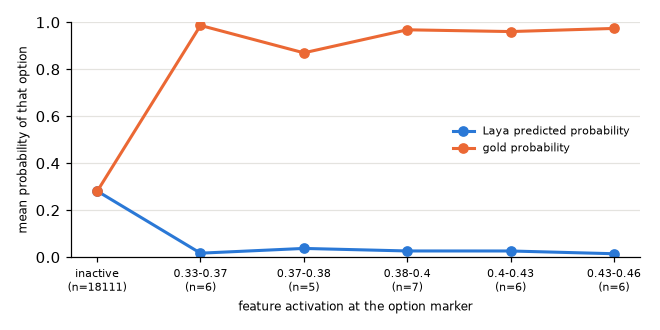 mean probability of that option
1.0
0.8
0.6
0.4
0.2
0.0
Laya predicted probability
gold probability
inactive
(n=18111)
0.33-0.37
(n=6)
0.37-0.38
(n=5)
0.38-0.4
(n=7)
0.4-0.43
(n=6)
0.43-0.46
(n=6)
feature activation at the option marker